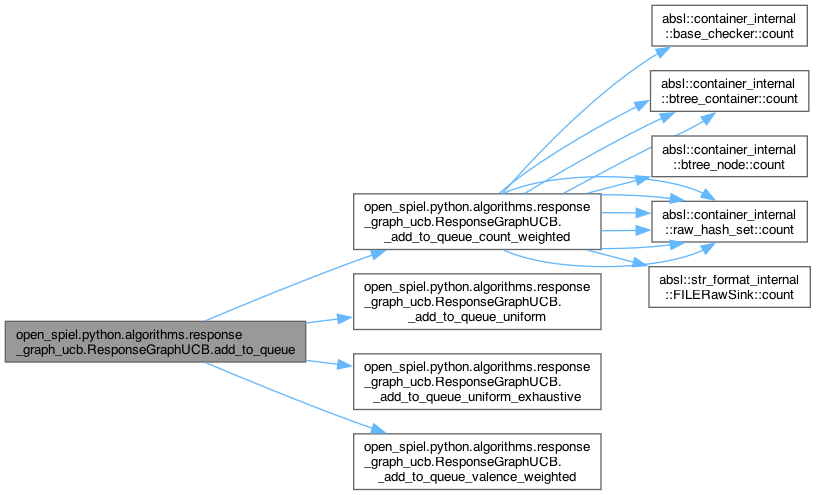 open_spiel.python.algorithms.response
_graph_ucb.ResponseGraphUCB.add_to_queue
open_spiel.python.algorithms.response
_graph_ucb.ResponseGraphUCB.
_add_to_queue_count_weighted
open_spiel.python.algorithms.response
_graph_ucb.ResponseGraphUCB.
_add_to_queue_uniform
open_spiel.python.algorithms.response
_graph_ucb.ResponseGraphUCB.
_add_to_queue_uniform_exhaustive
open_spiel.python.algorithms.response
_graph_ucb.ResponseGraphUCB.
_add_to_queue_valence_weighted
absl::container_internal
::base_checker::count
absl::container_internal
::btree_container::count
absl::container_internal
::btree_node::count
absl::container_internal
::raw_hash_set::count
absl::str_format_internal
::FILERawSink::count